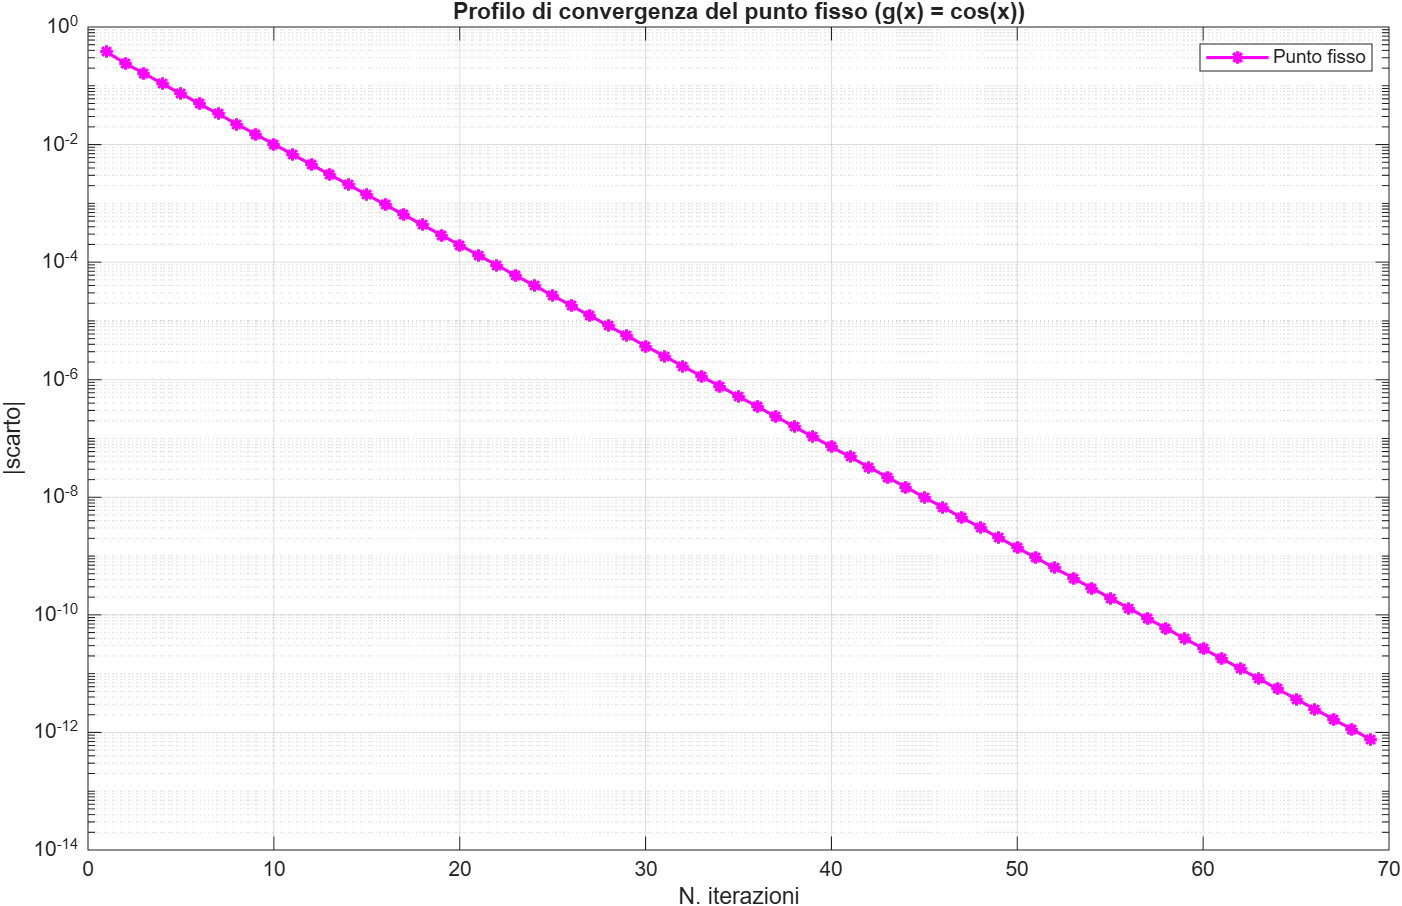 Profilo di convergenza del punto fisso (g(x) = cos(x))
Punto fisso
10^0
10^-2
10^-4
10^-6
10^-8
10^-10
10^-12
10^-14
|scarto|
0 10 20 30 40 50 60 70
N. iterazioni